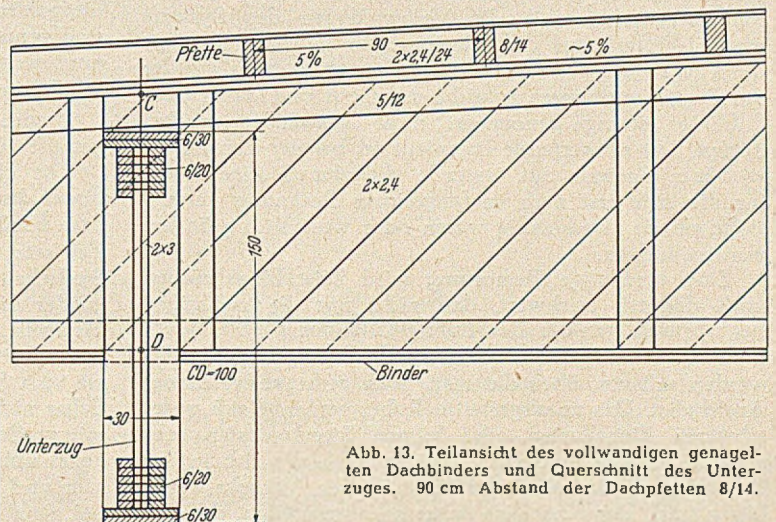 Pfette
90
8/14
5%
2×2,4/24
~5%
C
5/12
6/30
6/20
2×2,4
2×3
150
D
CD=100
Binder
30
Unterzug
6/20
6/30
Abb. 13. Teilansicht des vollwandigen genagel-
ten Dachbinders und Querschnitt des Unter-
zuges. 90 cm Abstand der Dachpfetten 8/14.